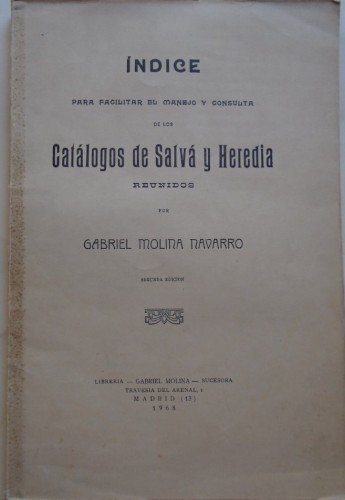 ÍNDICE
PARA FACILITAR EL MANEJO Y CONSULTA
DE LOS
Catálogos de Salvá y Heredia
REUNIDOS
POR
GABRIEL MOLINA NAVARRO
SEGUNDA EDICION
LIBRERIA — GABRIEL MOLINA — SUCESORA
TRAVESIA DEL ARENAL, 1
MADRID (13)
1968